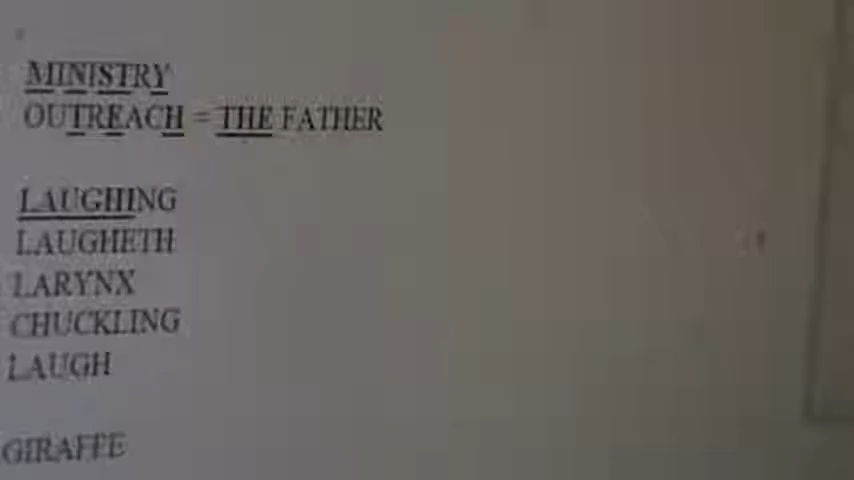 MINISTRY
OUTREACH = THE FATHER
LAUGHING
LAUGHETH
LARYNX
CHUCKLING
LAUGH
GIRAFFE